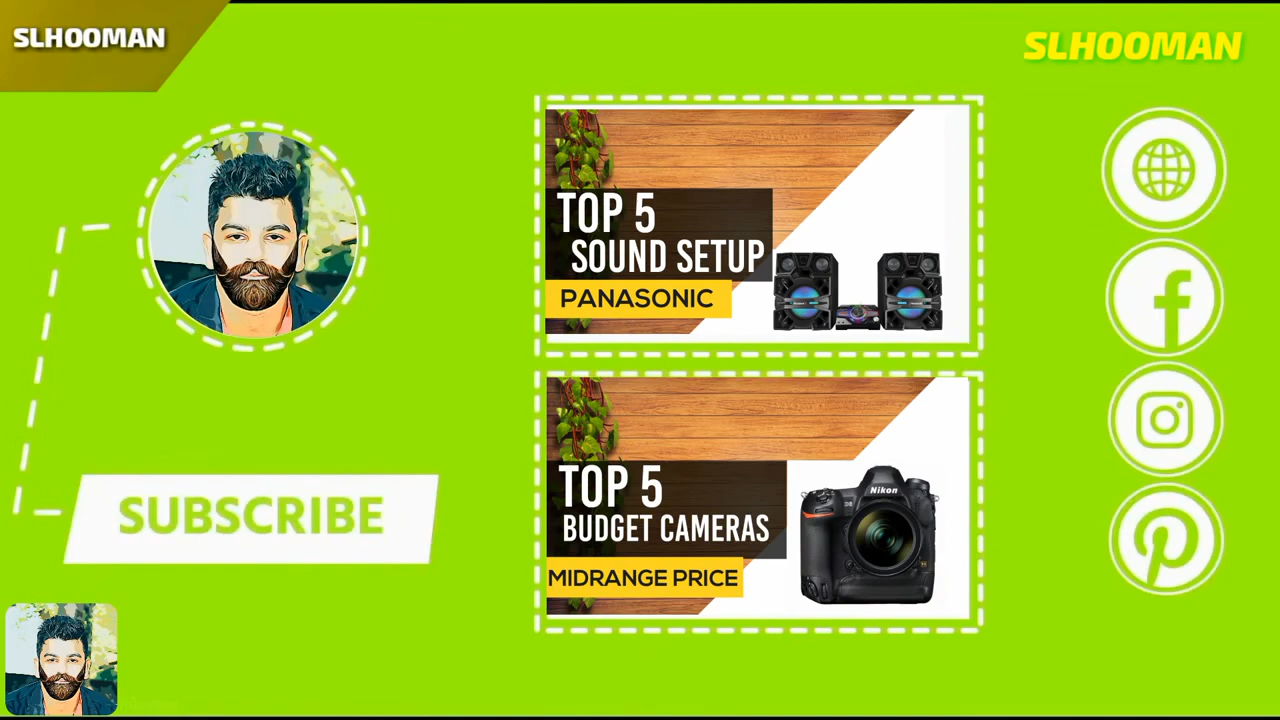 SLHOOMAN
SLHOOMAN
TOP 5
SOUND SETUP
PANASONIC
TOP 5
BUDGET CAMERAS
MIDRANGE PRICE
Nikon
SUBSCRIBE